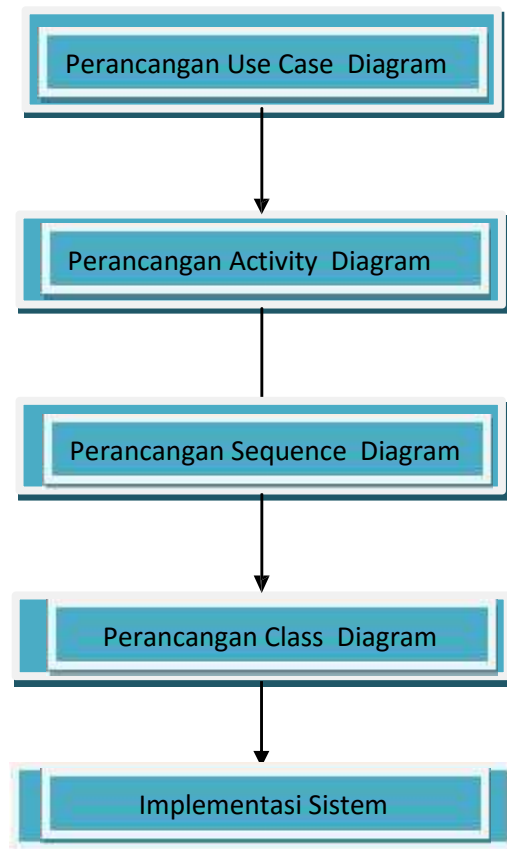 Perancangan Use Case Diagram
Perancangan Activity Diagram
Perancangan Sequence Diagram
Perancangan Class Diagram
Implementasi Sistem